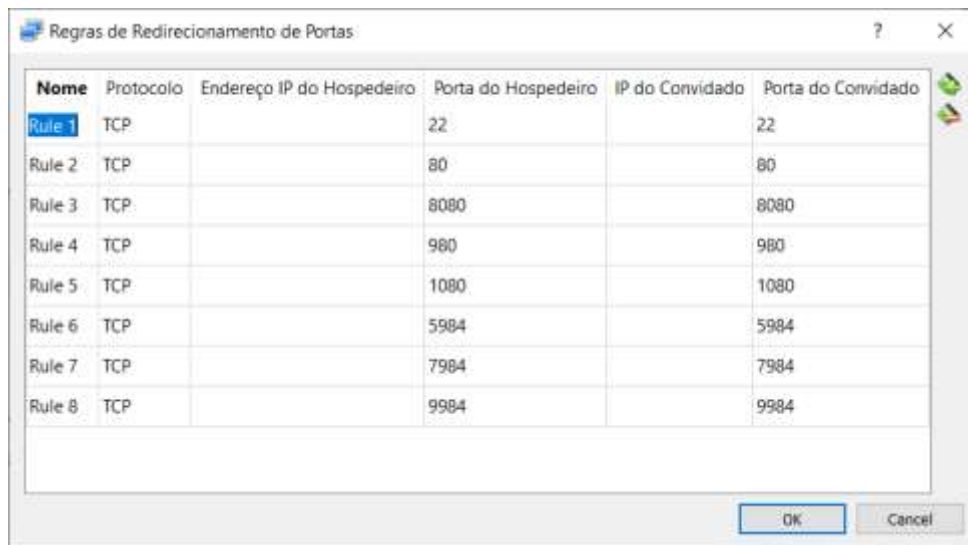 Regras de Redirecionamento de Portas ?
Nome Protocolo Endereço IP do Hospedeiro Porta do Hospedeiro IP do Convidado Porta do Convidado
Rule 1 TCP 22 22
Rule 2 TCP 80 80
Rule 3 TCP 8080 8080
Rule 4 TCP 980 980
Rule 5 TCP 1080 1080
Rule 6 TCP 5984 5984
Rule 7 TCP 7984 7984
Rule 8 TCP 9984 9984
OK Cancel